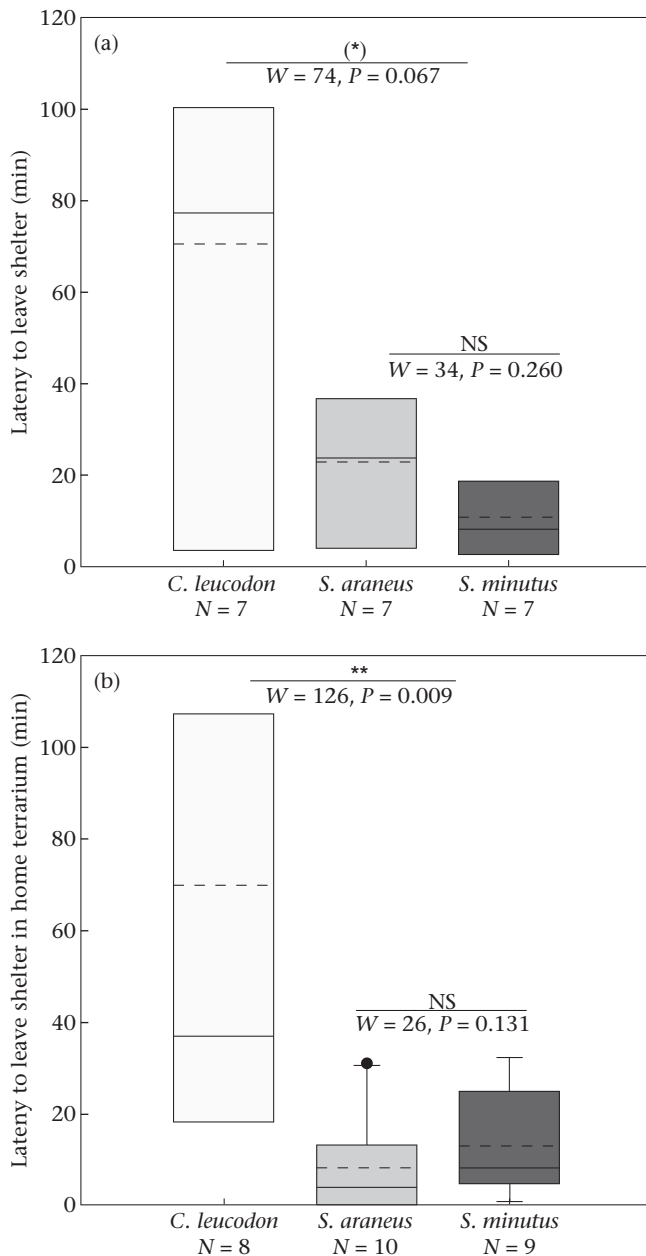 (a)
Lateny to leave shelter (min)
120
100
80
60
40
20
0
(*)
W = 74, P = 0.067
NS
W = 34, P = 0.260
C. leucodon
N = 7
S. araneus
N = 7
S. minutus
N = 7
(b)
Lateny to leave shelter in home terrarium (min)
120
100
80
60
40
20
0
**
W = 126, P = 0.009
NS
W = 26, P = 0.131
C. leucodon
N = 8
S. araneus
N = 10
S. minutus
N = 9